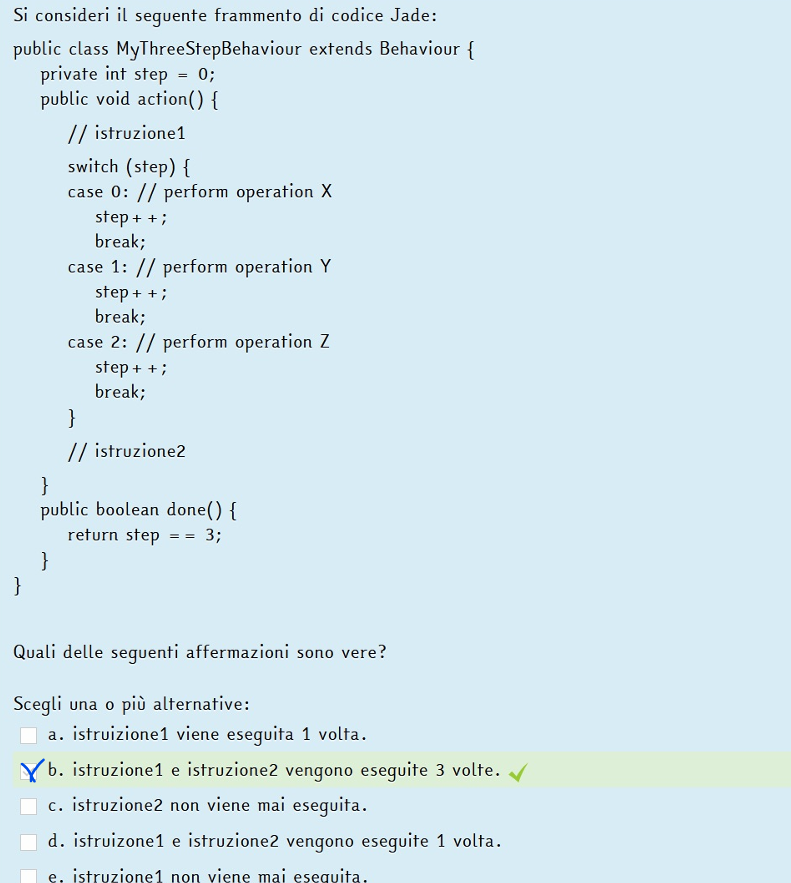 Si consideri il seguente frammento di codice Jade:
public class MyThreeStepBehaviour extends Behaviour {
private int step = 0;
public void action() {
// istruzione1
switch (step) {
case 0: // perform operation X
step++;
break;
case 1: // perform operation Y
step++;
break;
case 2: // perform operation Z
step++;
break;
}
// istruzione2
}
public boolean done() {
return step == 3;
}
}
Quali delle seguenti affermazioni sono vere?
Scegli una o più alternative:
a. istruizione1 viene eseguita 1 volta.
b. istruzione1 e istruzione2 vengono eseguite 3 volte.
c. istruzione2 non viene mai eseguita.
d. istruizone1 e istruzione2 vengono eseguite 1 volta.
e. istruzione1 non viene mai eseguita.